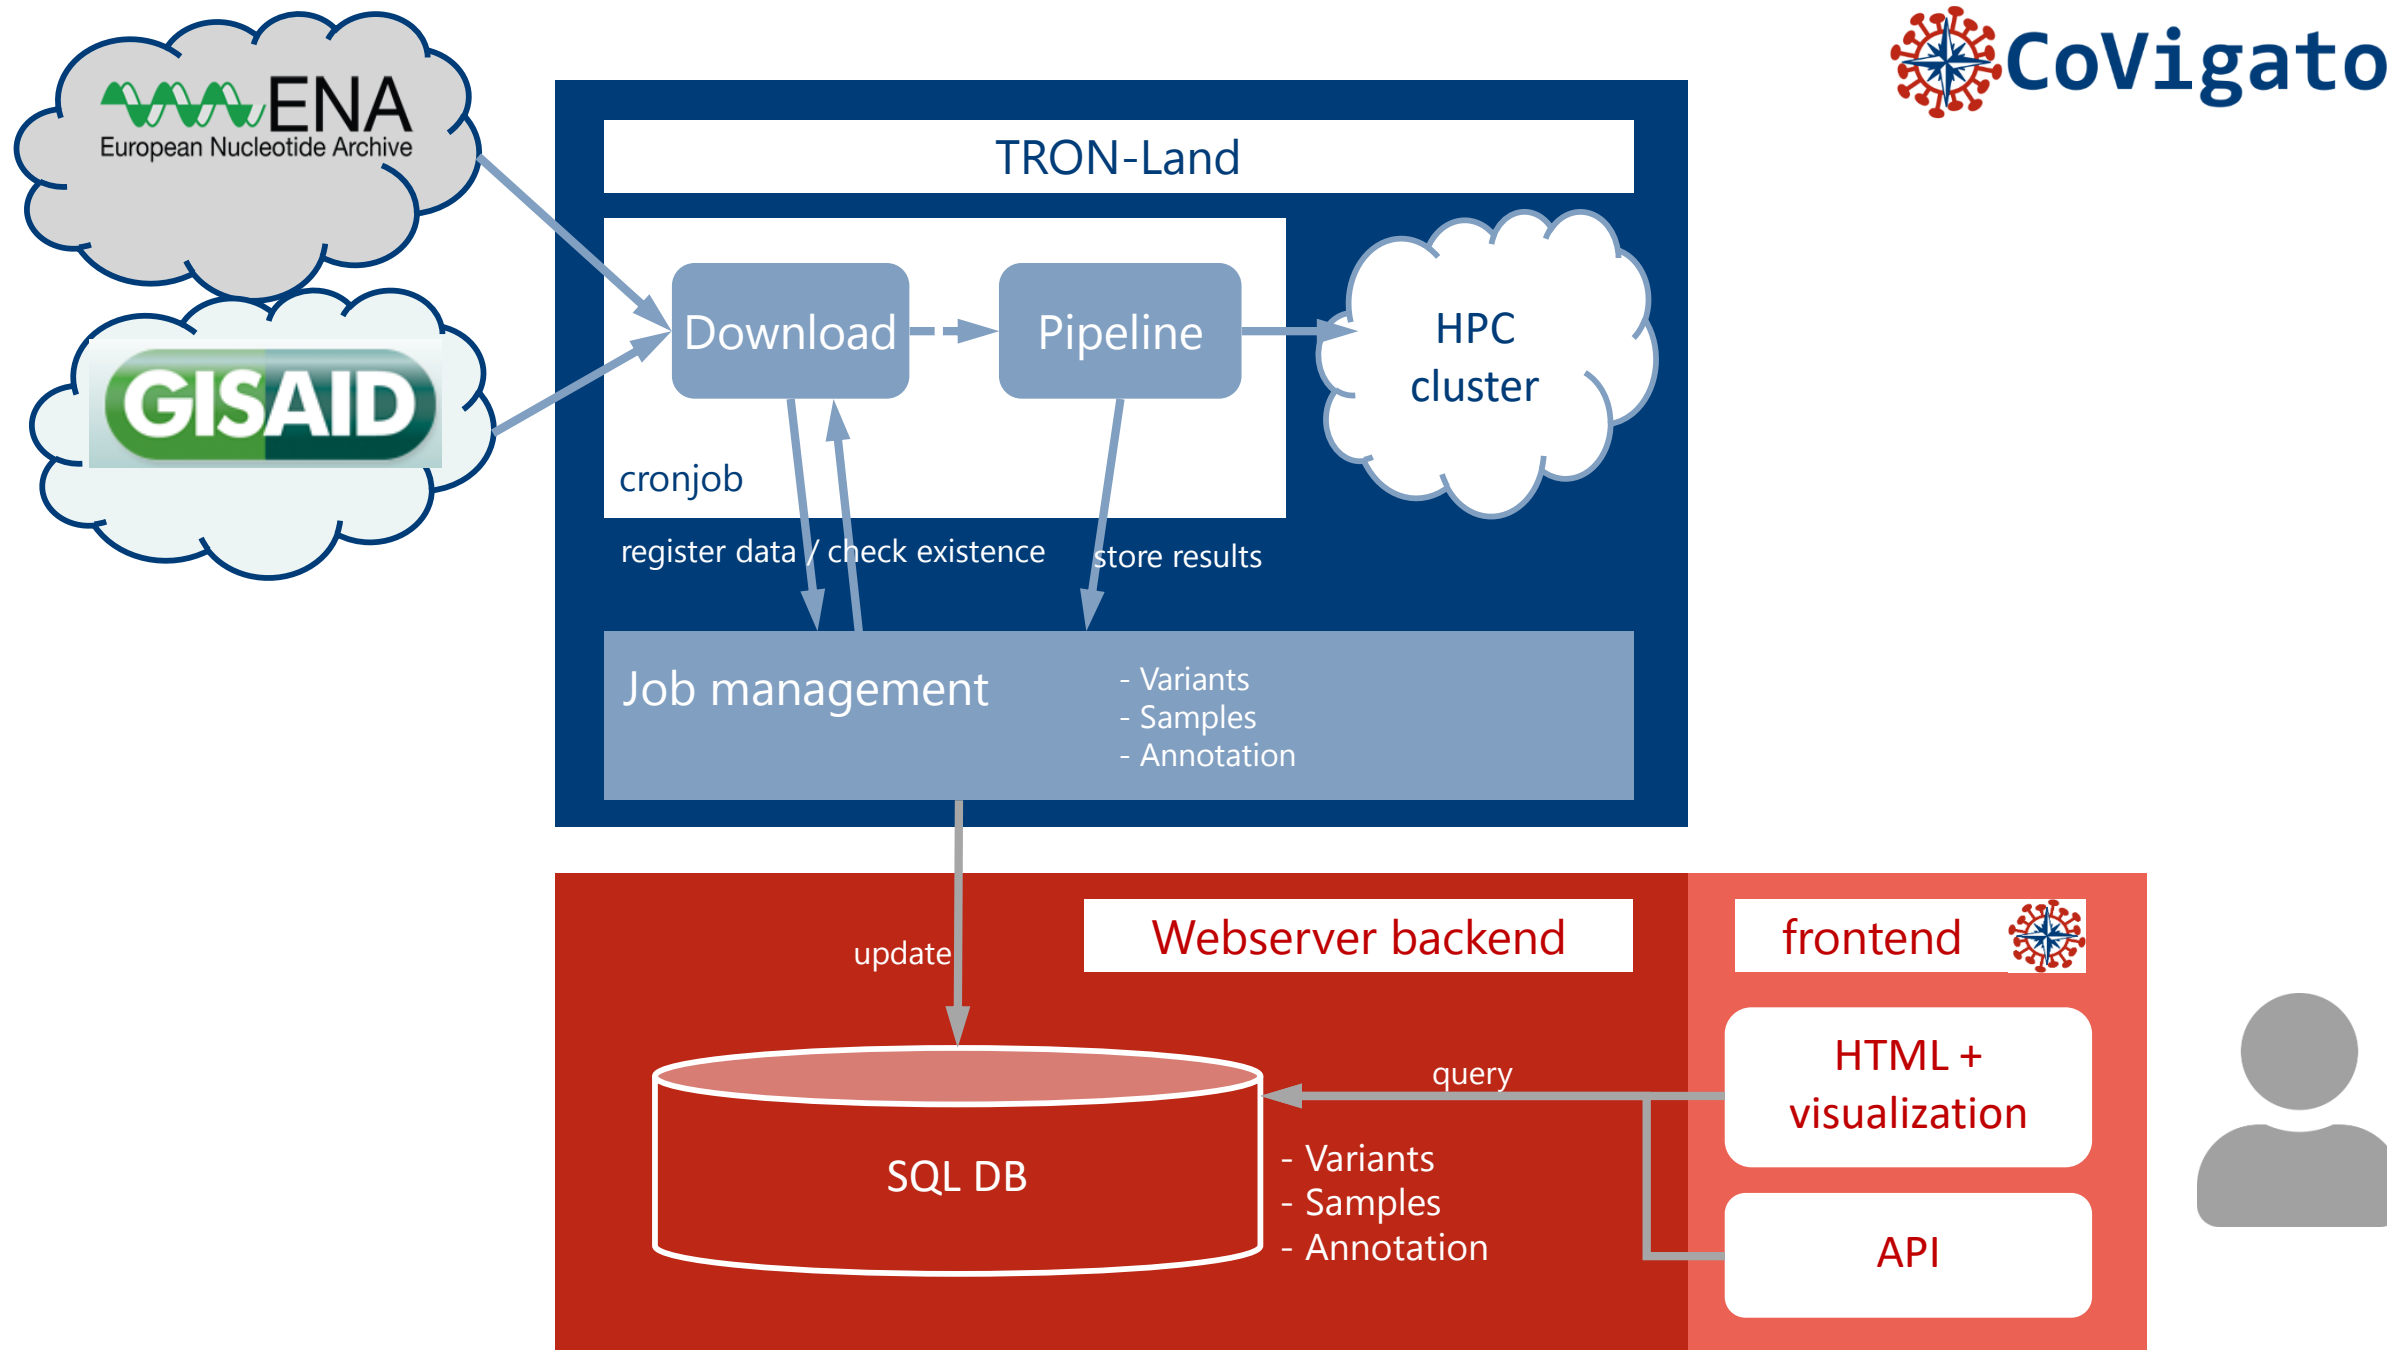 ENA
European Nucleotide Archive
CoVigato
GISAID
TRON-Land
Download
Pipeline
HPC
cluster
cronjob
register data / check existence
store results
Job management
- Variants
- Samples
- Annotation
update
Webserver backend
frontend
HTML +
visualization
query
SQL DB
- Variants
- Samples
- Annotation
API